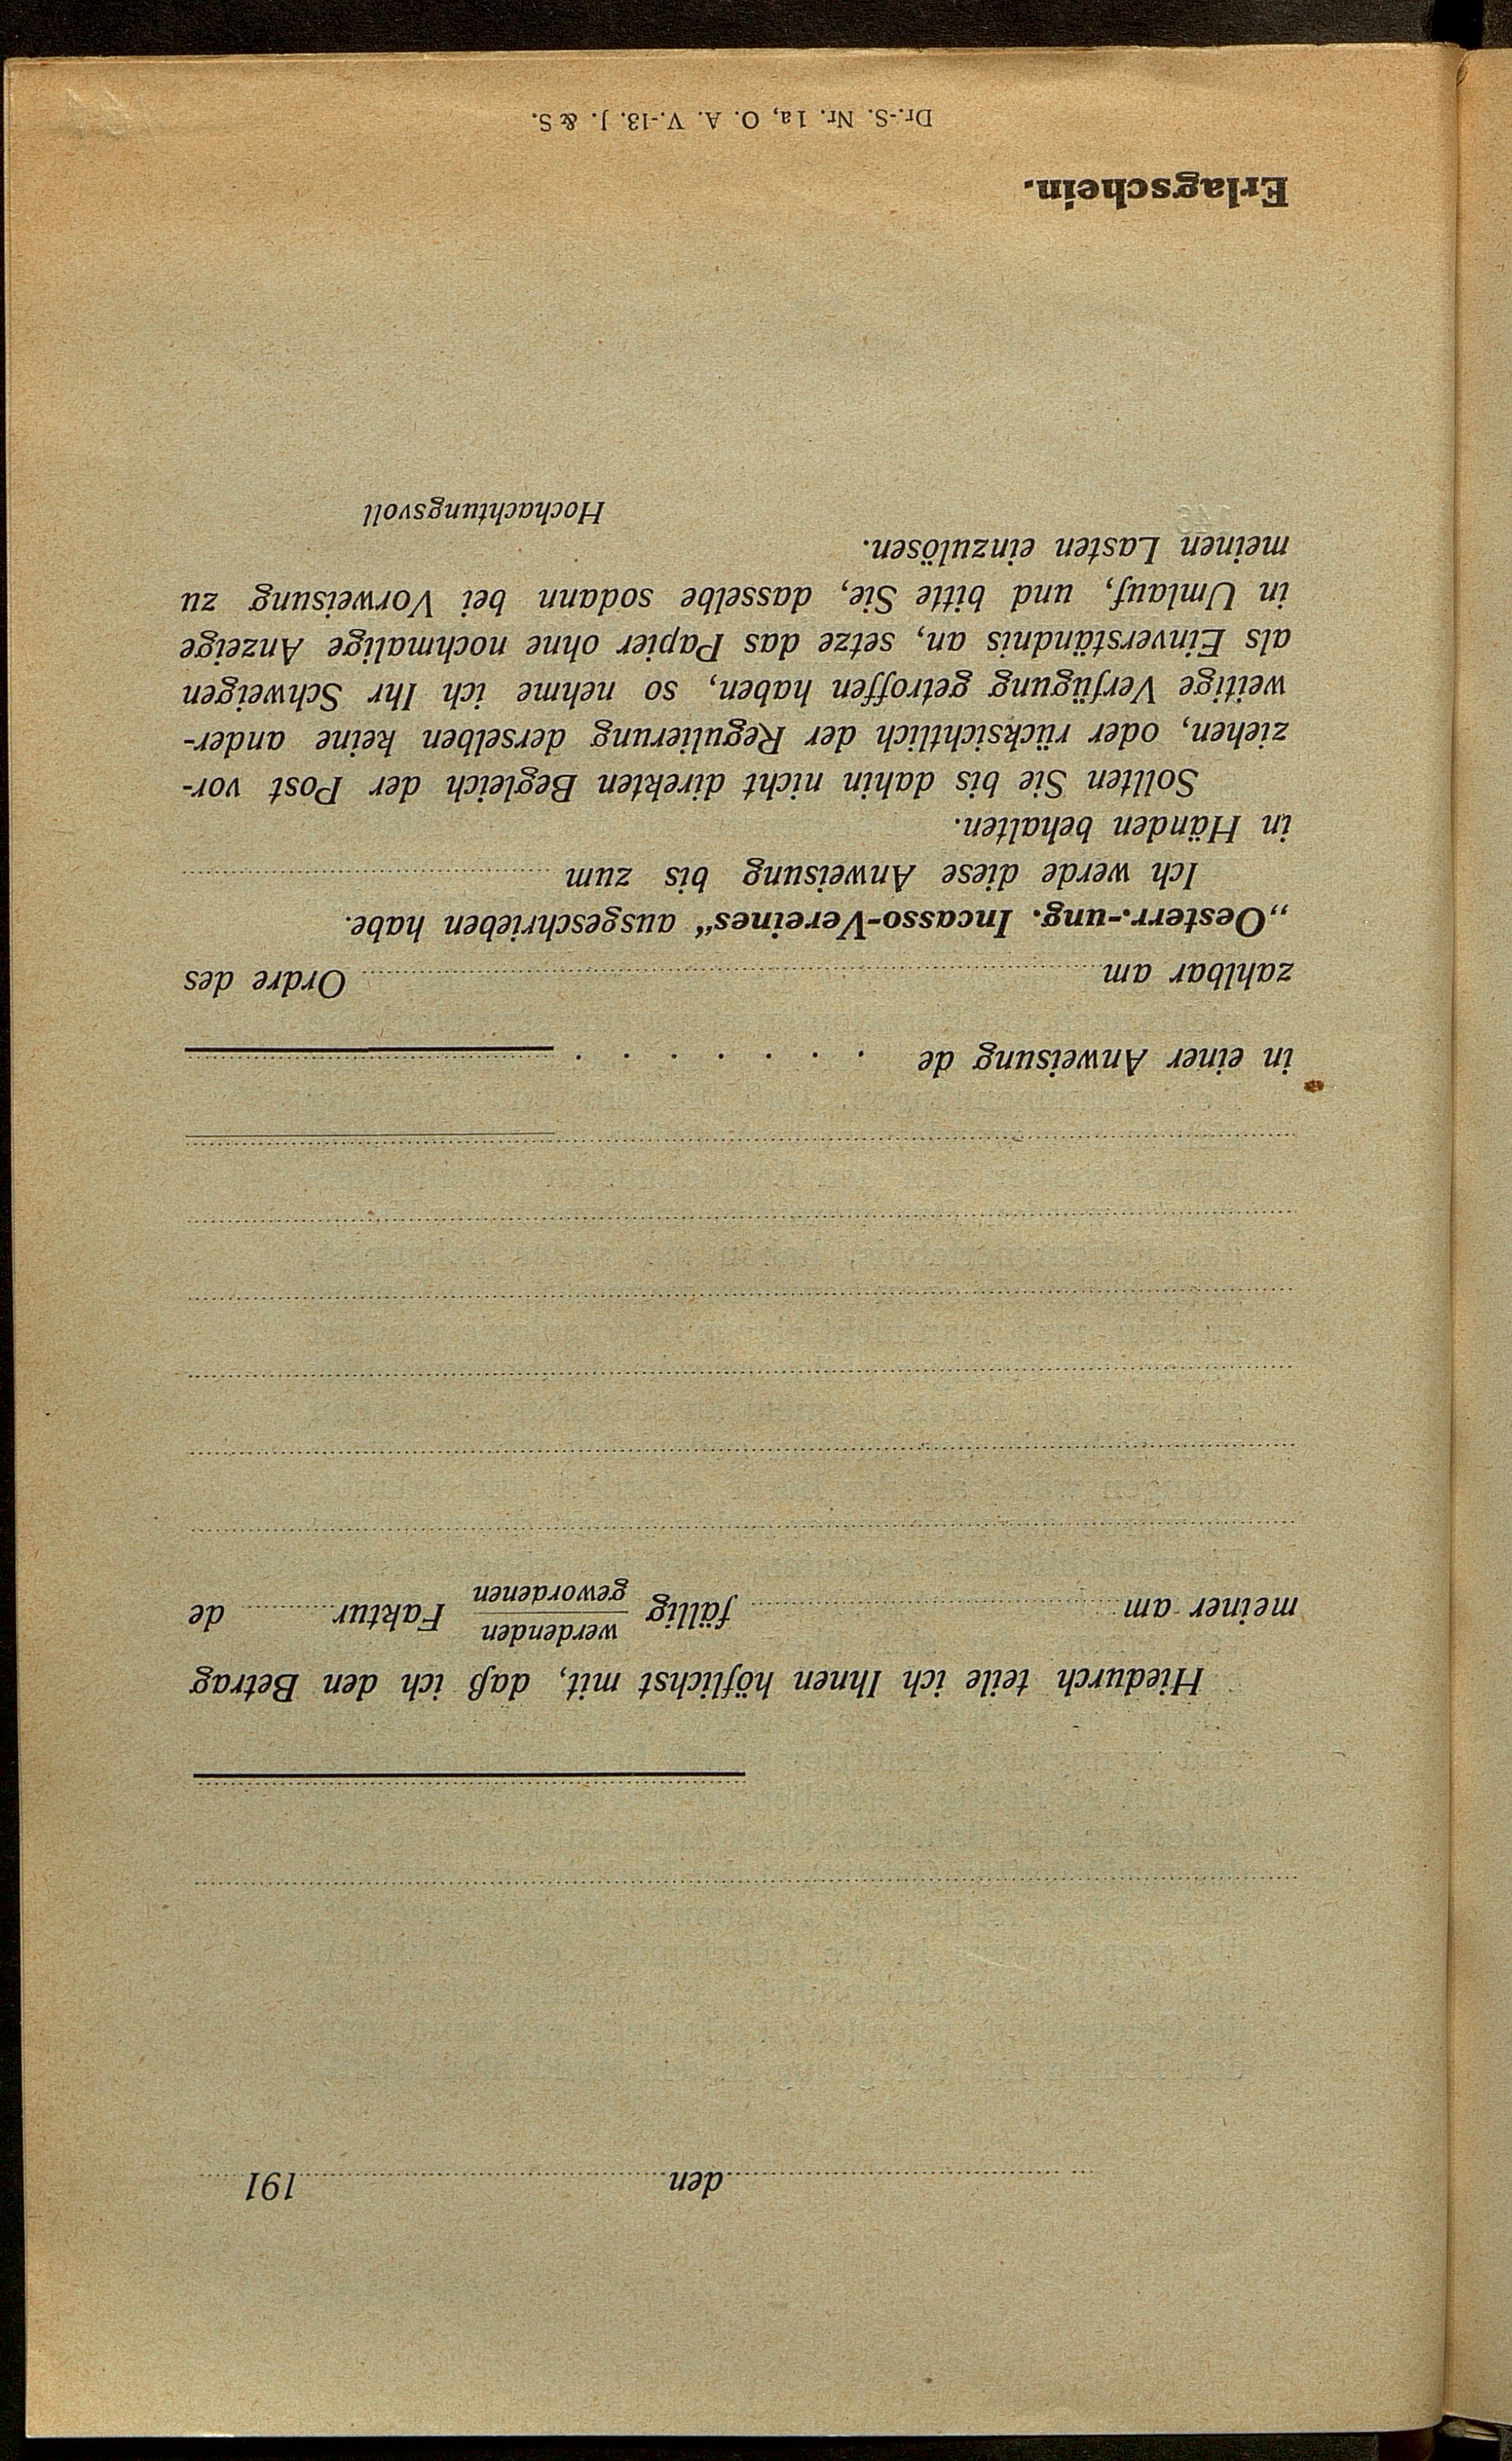 den 191
Hiedurch teile ich Ihnen höflichst mit, daß ich den Betrag
meiner am fällig werdenden
gewordenen Faktur de
in einer Anweisung de . . . . . . .
zahlbar am Ordre des
„Oesterr.-ung. Incasso-Vereines“ ausgeschrieben habe.
Ich werde diese Anweisung bis zum
in Händen behalten.
Sollten Sie bis dahin nicht direkten Begleich der Post vor-
ziehen, oder rücksichtlich der Regulierung derselben keine ander-
weitige Verfügung getroffen haben, so nehme ich Ihr Schweigen
als Einverständnis an, setze das Papier ohne nochmalige Anzeige
in Umlauf, und bitte Sie, dasselbe sodann bei Vorweisung zu
meinen Lasten einzulösen.
Hochachtungsvoll
Erlagschein.
Dr.-S. Nr. 1a, O. A. V.-13. J. & S.